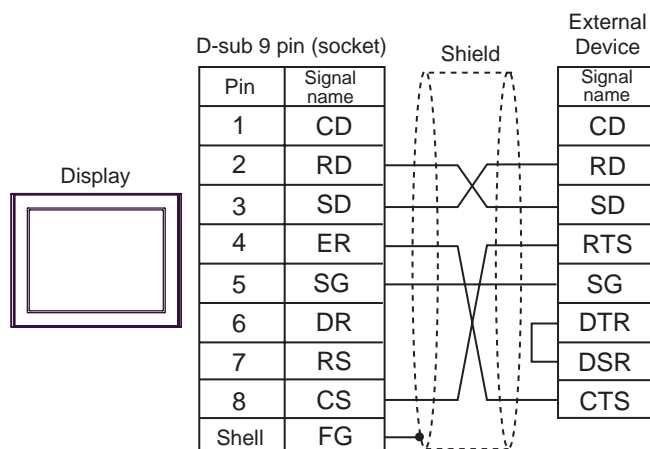 External
Device
D-sub 9 pin (socket)
Shield
Pin
Signal
name
Signal
name
1 CD
CD
2 RD
RD
Display
3 SD
SD
4 ER
RTS
5 SG
SG
6 DR
DTR
7 RS
DSR
8 CS
CTS
Shell FG